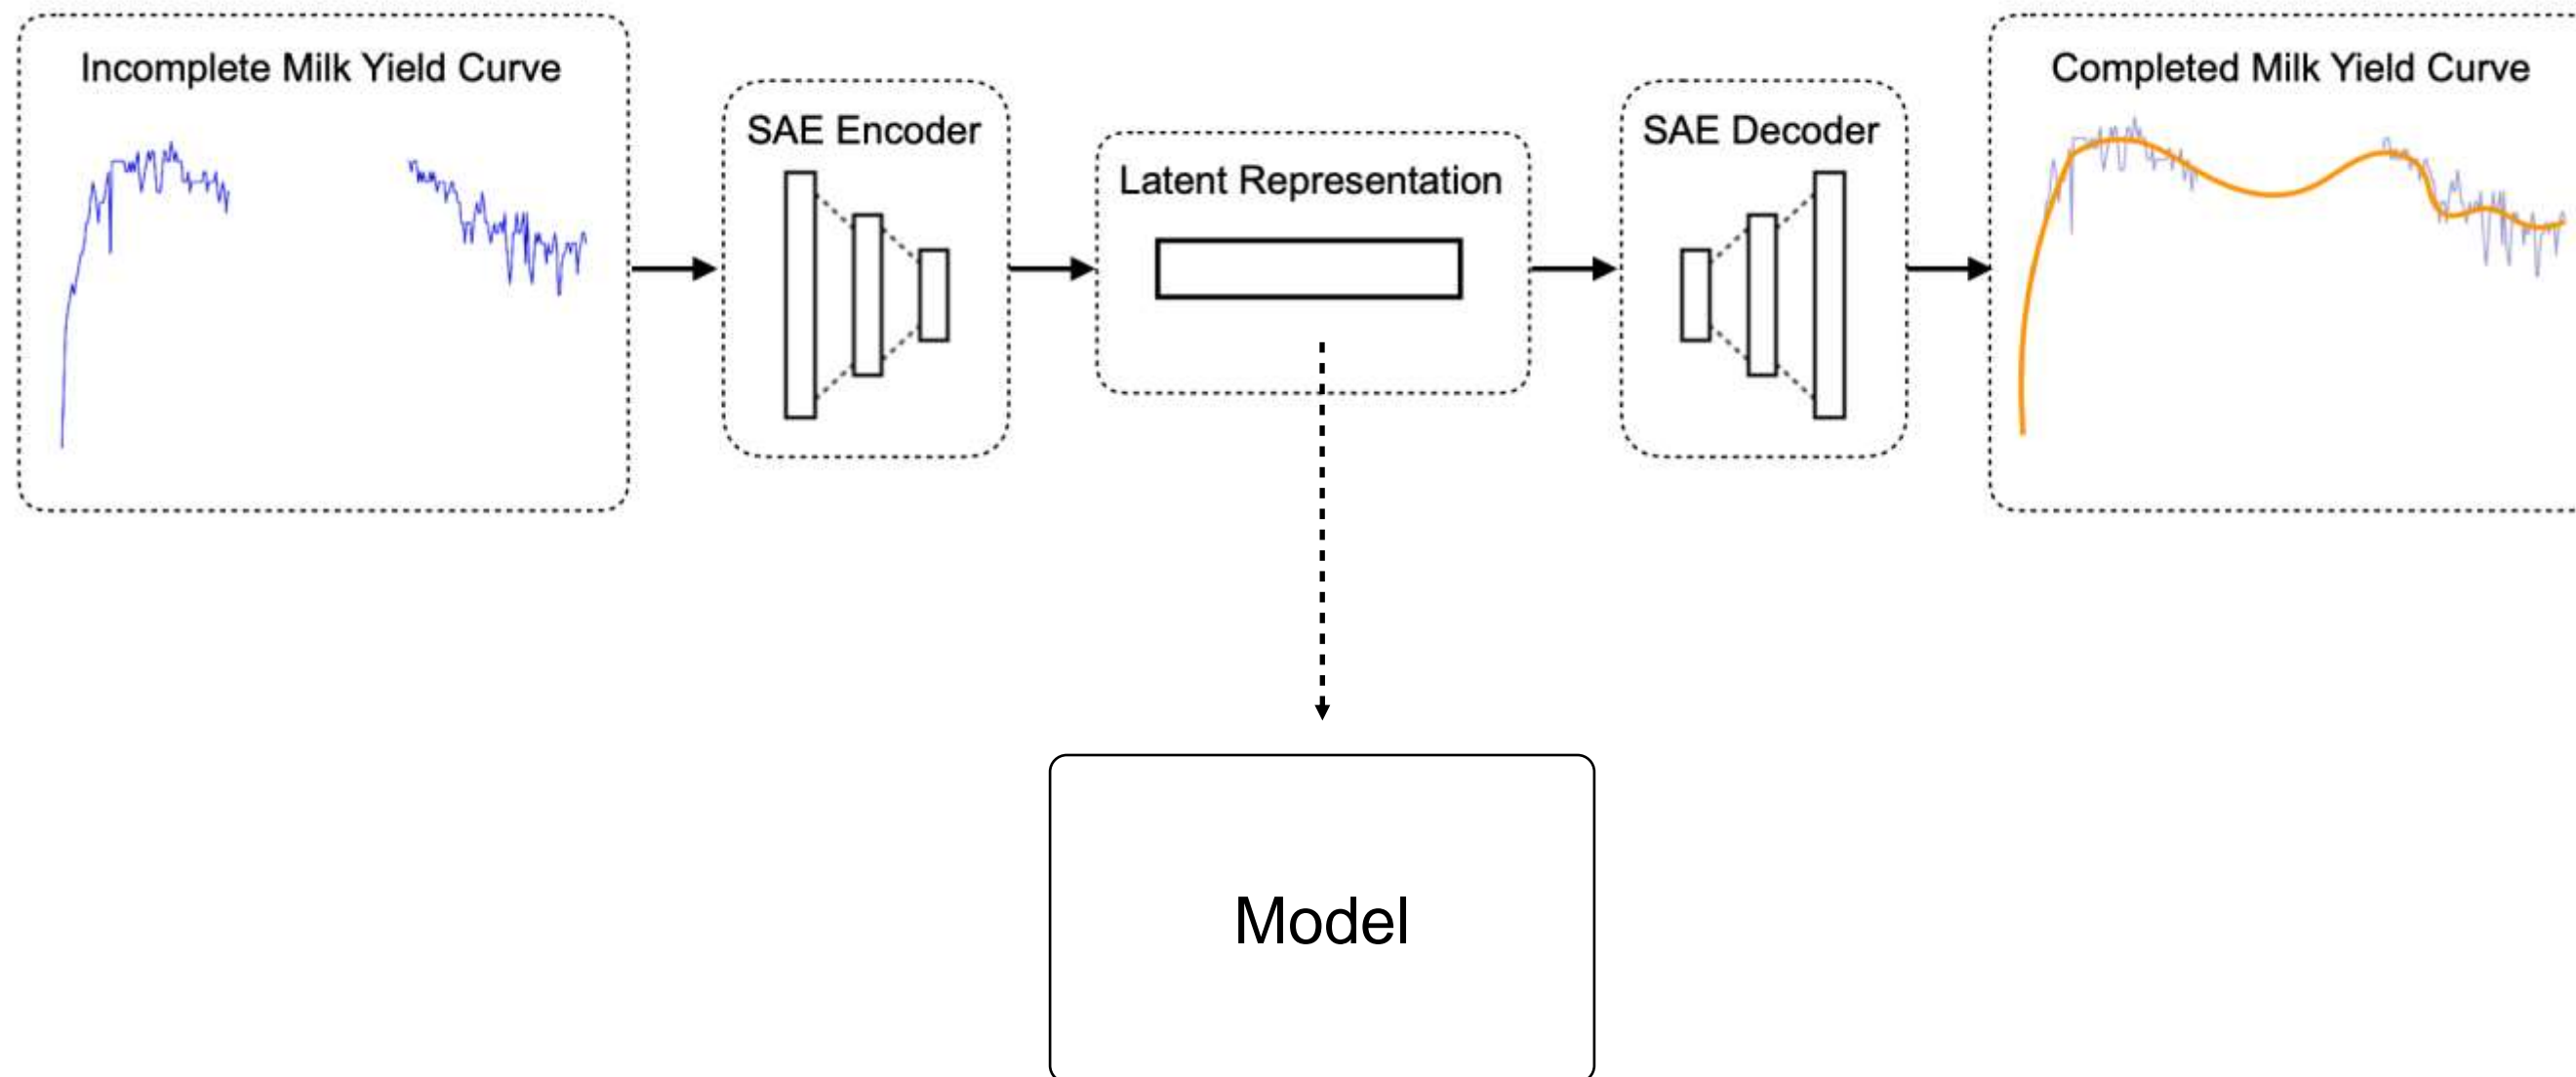 Incomplete Milk Yield Curve
SAE Encoder
Latent Representation
SAE Decoder
Completed Milk Yield Curve
Model